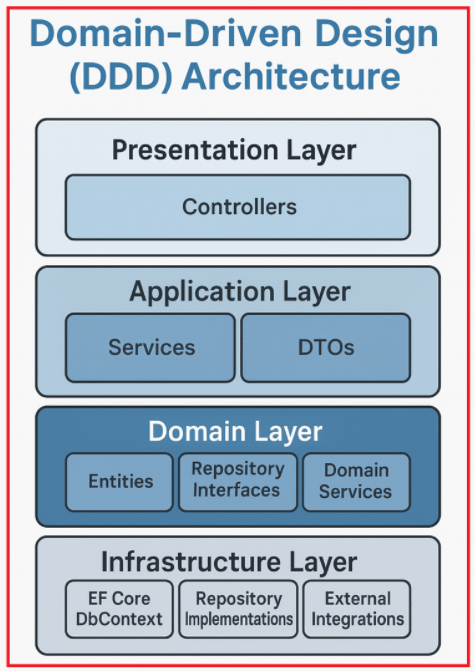 Domain-Driven Design
(DDD) Architecture
Presentation Layer
Controllers
Application Layer
Services
DTOs
Domain Layer
Entities
Repository
Interfaces
Domain
Services
Infrastructure Layer
EF Core
DbContext
Repository
Implementations
External
Integrations